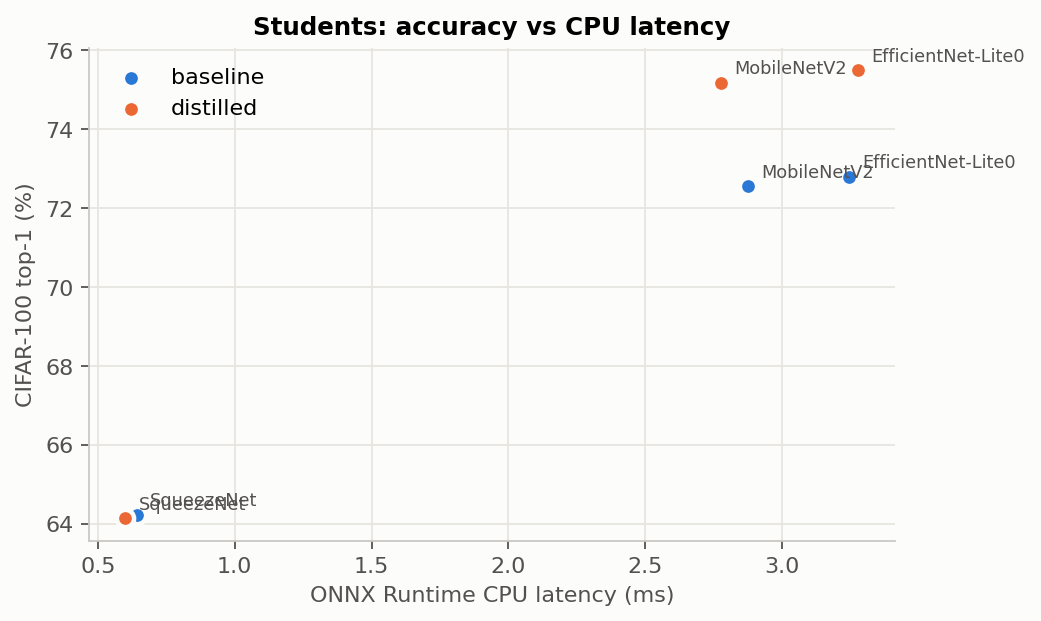 Students: accuracy vs CPU latency
baseline
distilled
MobileNetV2
EfficientNet-Lite0
MobileNetV2
EfficientNet-Lite0
SqueezeNet
SqueezeNet
CIFAR-100 top-1 (%)
76
74
72
70
68
66
64
0.5 1.0 1.5 2.0 2.5 3.0
ONNX Runtime CPU latency (ms)